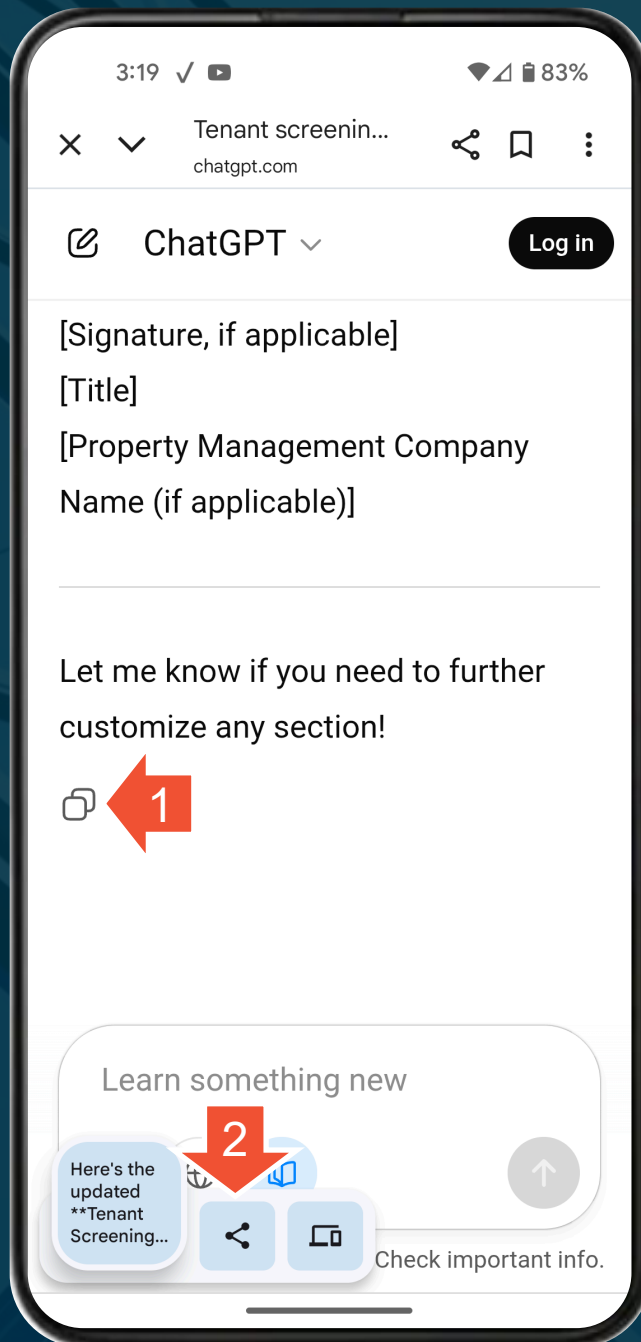 3:19
83%
Tenant screenin...
chatgpt.com
ChatGPT
Log in
[Signature, if applicable]
[Title]
[Property Management Company
Name (if applicable)]
Let me know if you need to further
customize any section!
1
Learn something new
2
Here's the
updated
**Tenant
Screening...
Check important info.